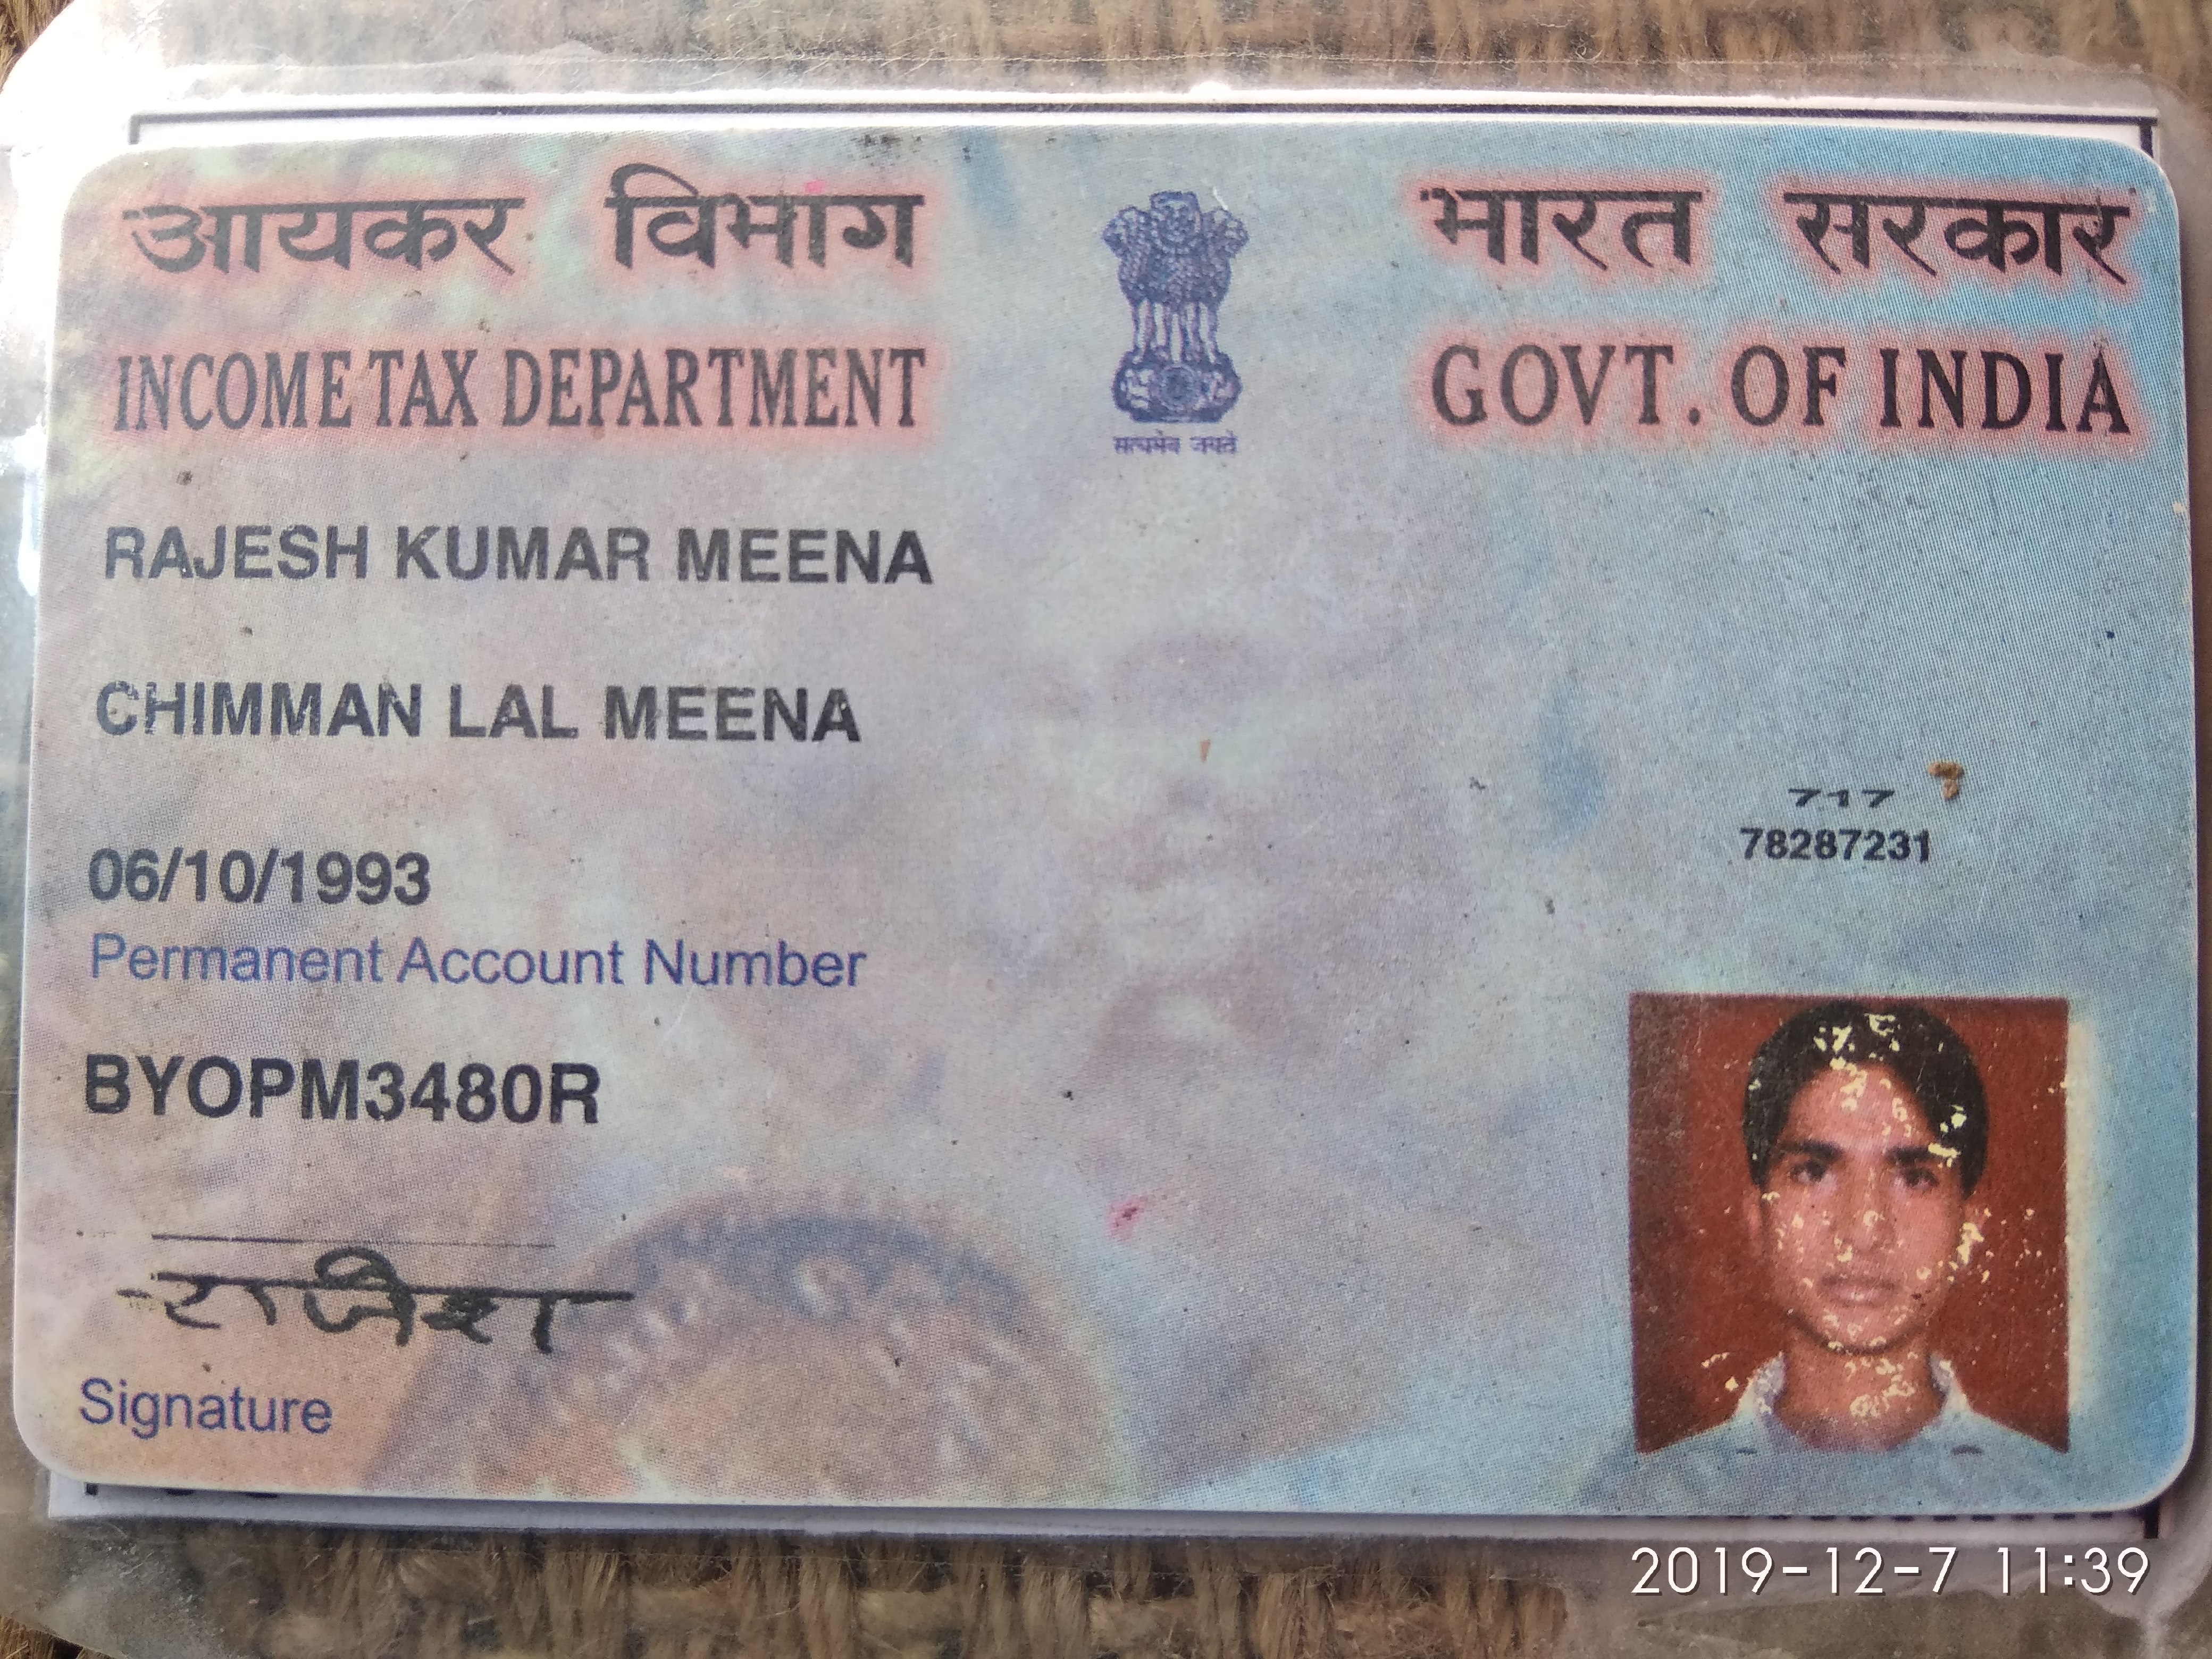 आयकर विभाग
भारत सरकार
INCOME TAX DEPARTMENT
GOVT. OF INDIA
सत्यमेव जयते
RAJESH KUMAR MEENA
CHIMMAN LAL MEENA
717
78287231
06/10/1993
Permanent Account Number
BYOPM3480R
राजेश
Signature
2019-12-7 11:39